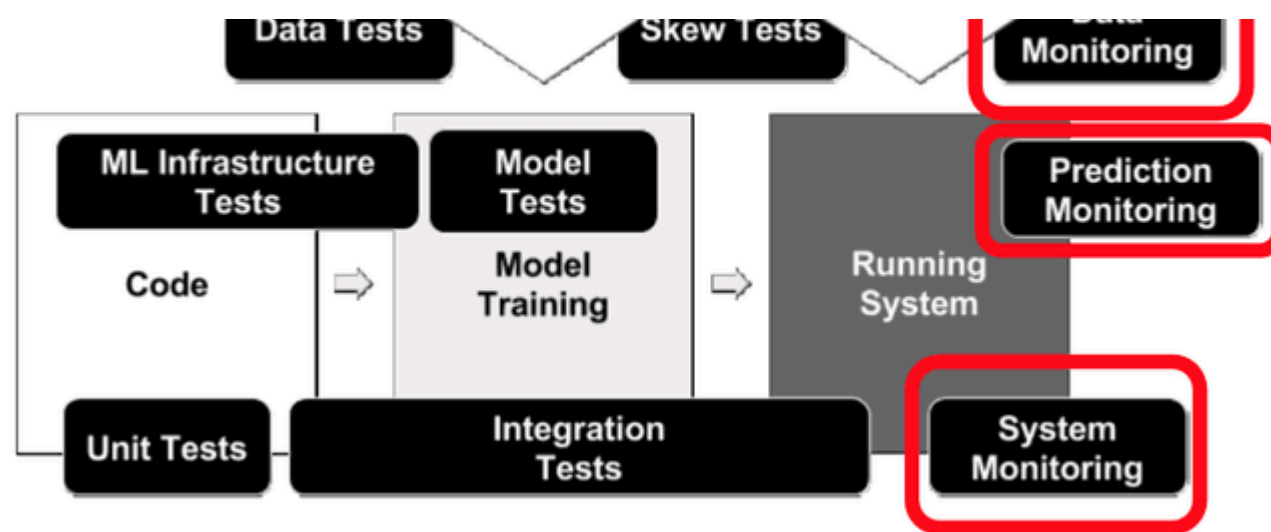 Data Tests
Skew Tests
Data
Monitoring
ML Infrastructure
Tests
Model
Tests
Prediction
Monitoring
Code
Model
Training
Running
System
Unit Tests
Integration
Tests
System
Monitoring